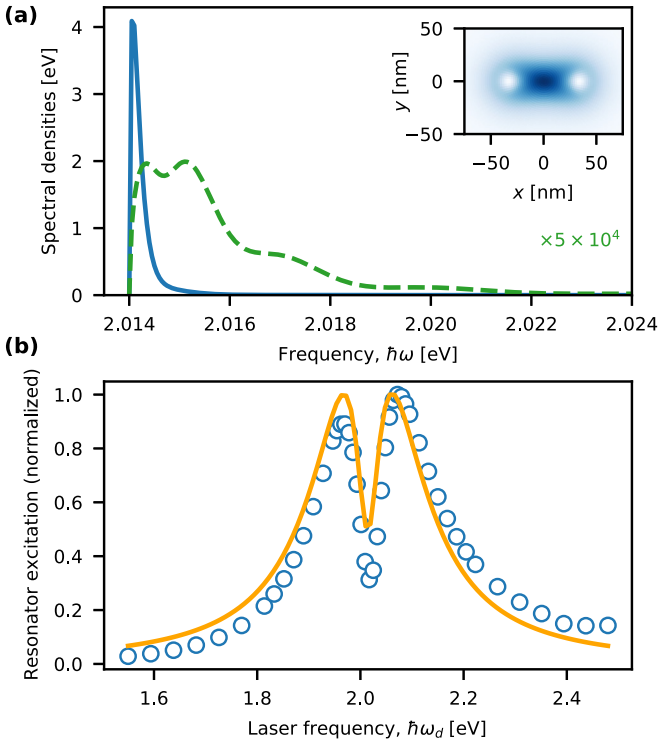 (a)
Spectral densities [eV]
4
3
2
1
0
50
0
−50
y [nm]
−50 0 50
x [nm]
×5 × 10⁴
2.014 2.016 2.018 2.020 2.022 2.024
Frequency, ħω [eV]
(b)
Resonator excitation (normalized)
1.0
0.8
0.6
0.4
0.2
0.0
1.6 1.8 2.0 2.2 2.4
Laser frequency, ħω_d [eV]